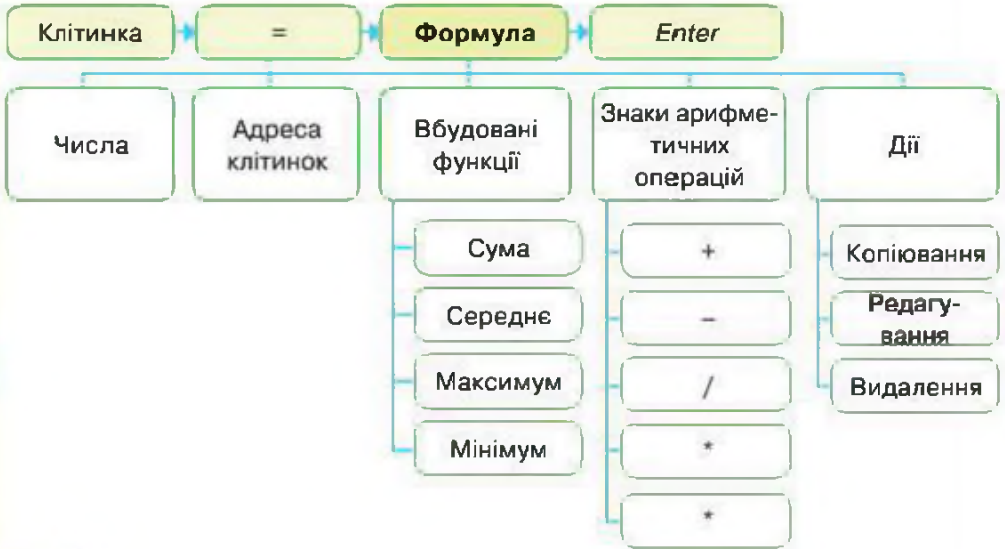 Клітинка
=
Формула
Enter
Числа
Адреса
клітинок
Вбудовані
функції
Знаки арифме-
тичних
операцій
Дії
Сума
Середнє
Максимум
Мінімум
+
–
/
*
*
Копіювання
Редагу-
вання
Видалення